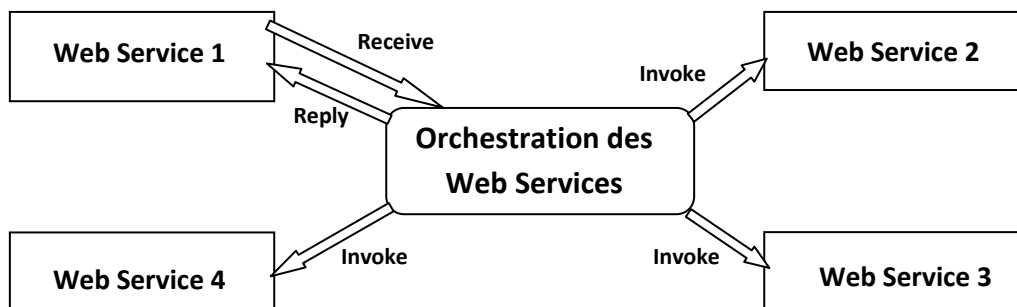 Web Service 1
Receive
Web Service 2
Invoke
Reply
Orchestration des
Web Services
Web Service 4
Invoke
Invoke
Web Service 3